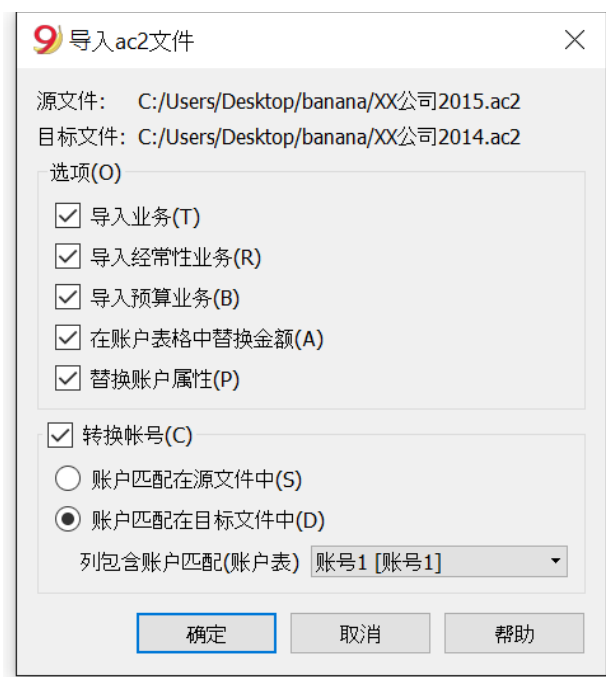 9 导入ac2文件
源文件: C:/Users/Desktop/banana/XX公司2015.ac2
目标文件: C:/Users/Desktop/banana/XX公司2014.ac2
选项(O)
导入业务(T)
导入经常性业务(R)
导入预算业务(B)
在账户表格中替换金额(A)
替换账户属性(P)
转换帐号(C)
账户匹配在源文件中(S)
账户匹配在目标文件中(D)
列包含账户匹配(账户表) 账号1 [账号1]
确定 取消 帮助